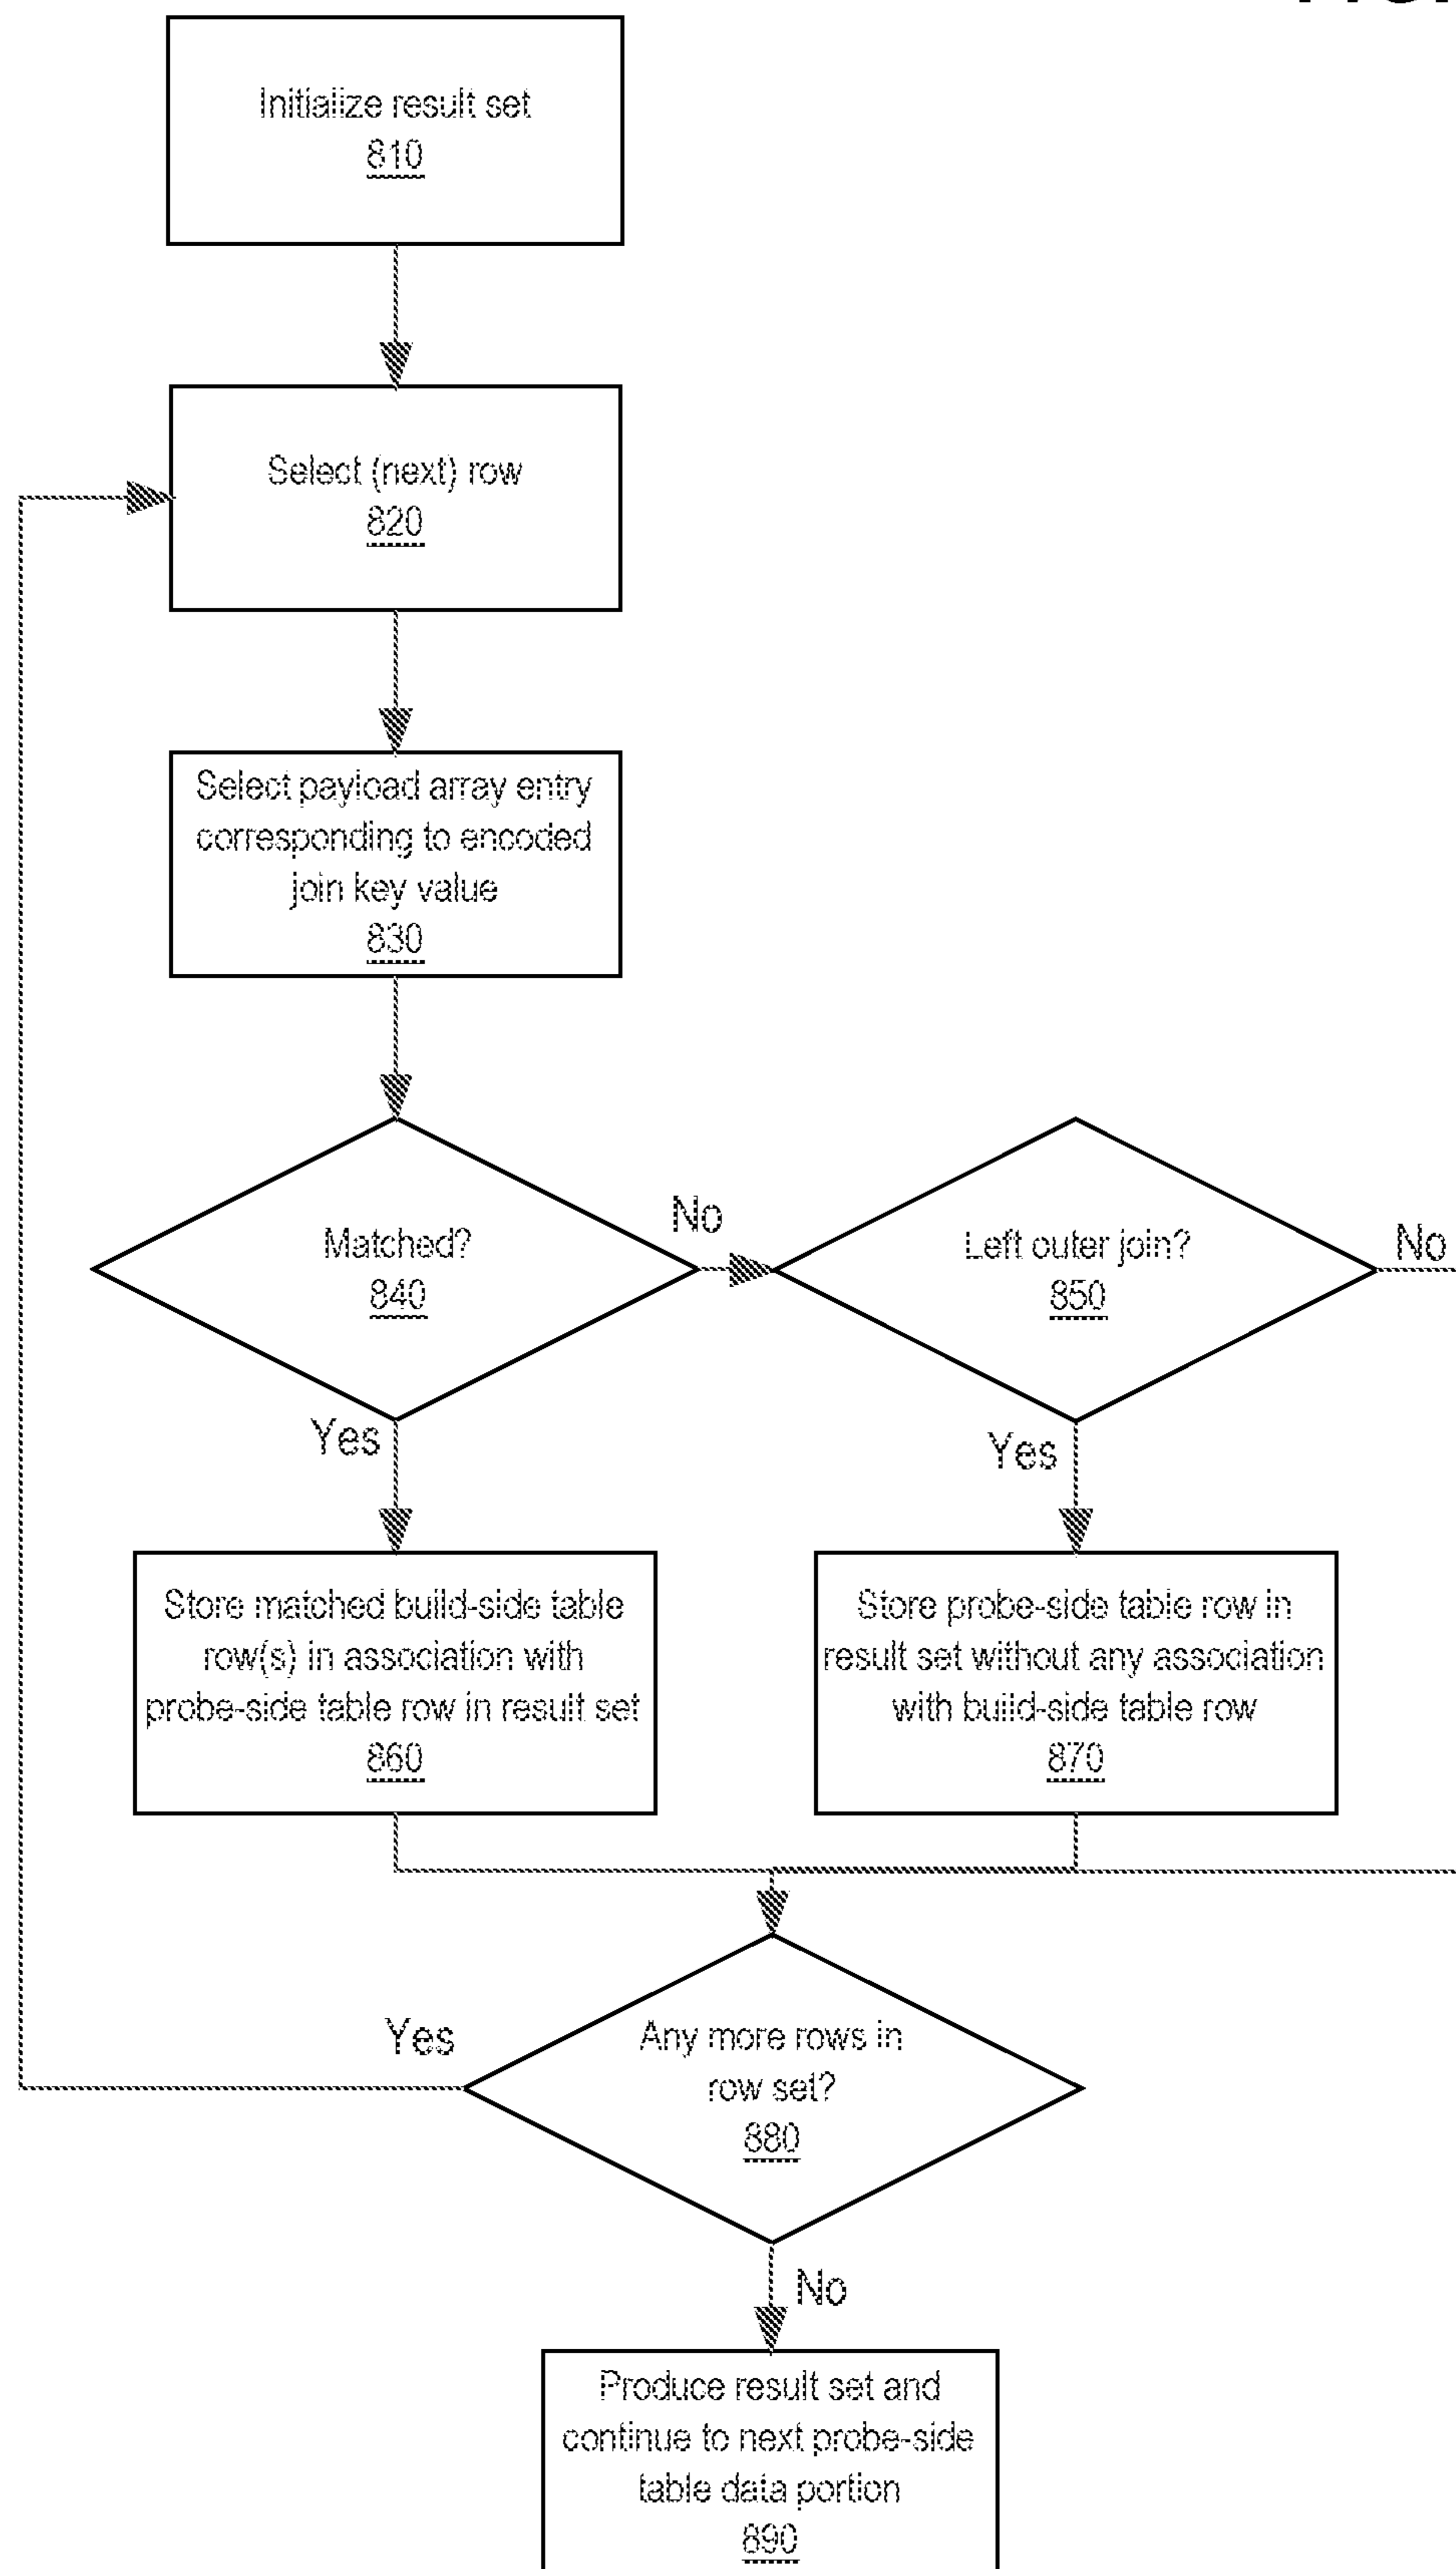 Initialize result set
810
Select (next) row
820
Select payload array entry
corresponding to encoded
join key value
830
Matched?
840
No
Left outer join?
850
No
Yes
Yes
Store matched build-side table
row(s) in association with
probe-side table row in result set
860
Store probe-side table row in
result set without any association
with build-side table row
870
Yes
Any more rows in
row set?
880
No
Produce result set and
continue to next probe-side
table data portion
890